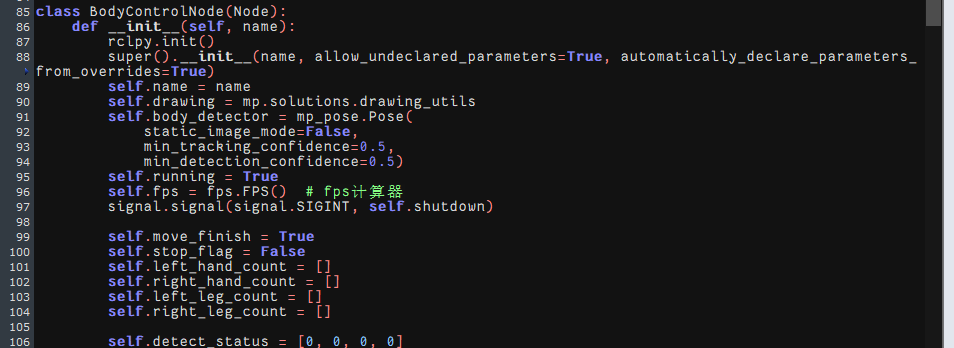 85 class BodyControlNode(Node):
86     def __init__(self, name):
87         rclpy.init()
88         super().__init__(name, allow_undeclared_parameters=True, automatically_declare_parameters_
from_overrides=True)
89         self.name = name
90         self.drawing = mp.solutions.drawing_utils
91         self.body_detector = mp_pose.Pose(
92             static_image_mode=False,
93             min_tracking_confidence=0.5,
94             min_detection_confidence=0.5)
95         self.running = True
96         self.fps = fps.FPS()  # fps计算器
97         signal.signal(signal.SIGINT, self.shutdown)
98
99         self.move_finish = True
100         self.stop_flag = False
101         self.left_hand_count = []
102         self.right_hand_count = []
103         self.left_leg_count = []
104         self.right_leg_count = []
105
106         self.detect_status = [0, 0, 0, 0]